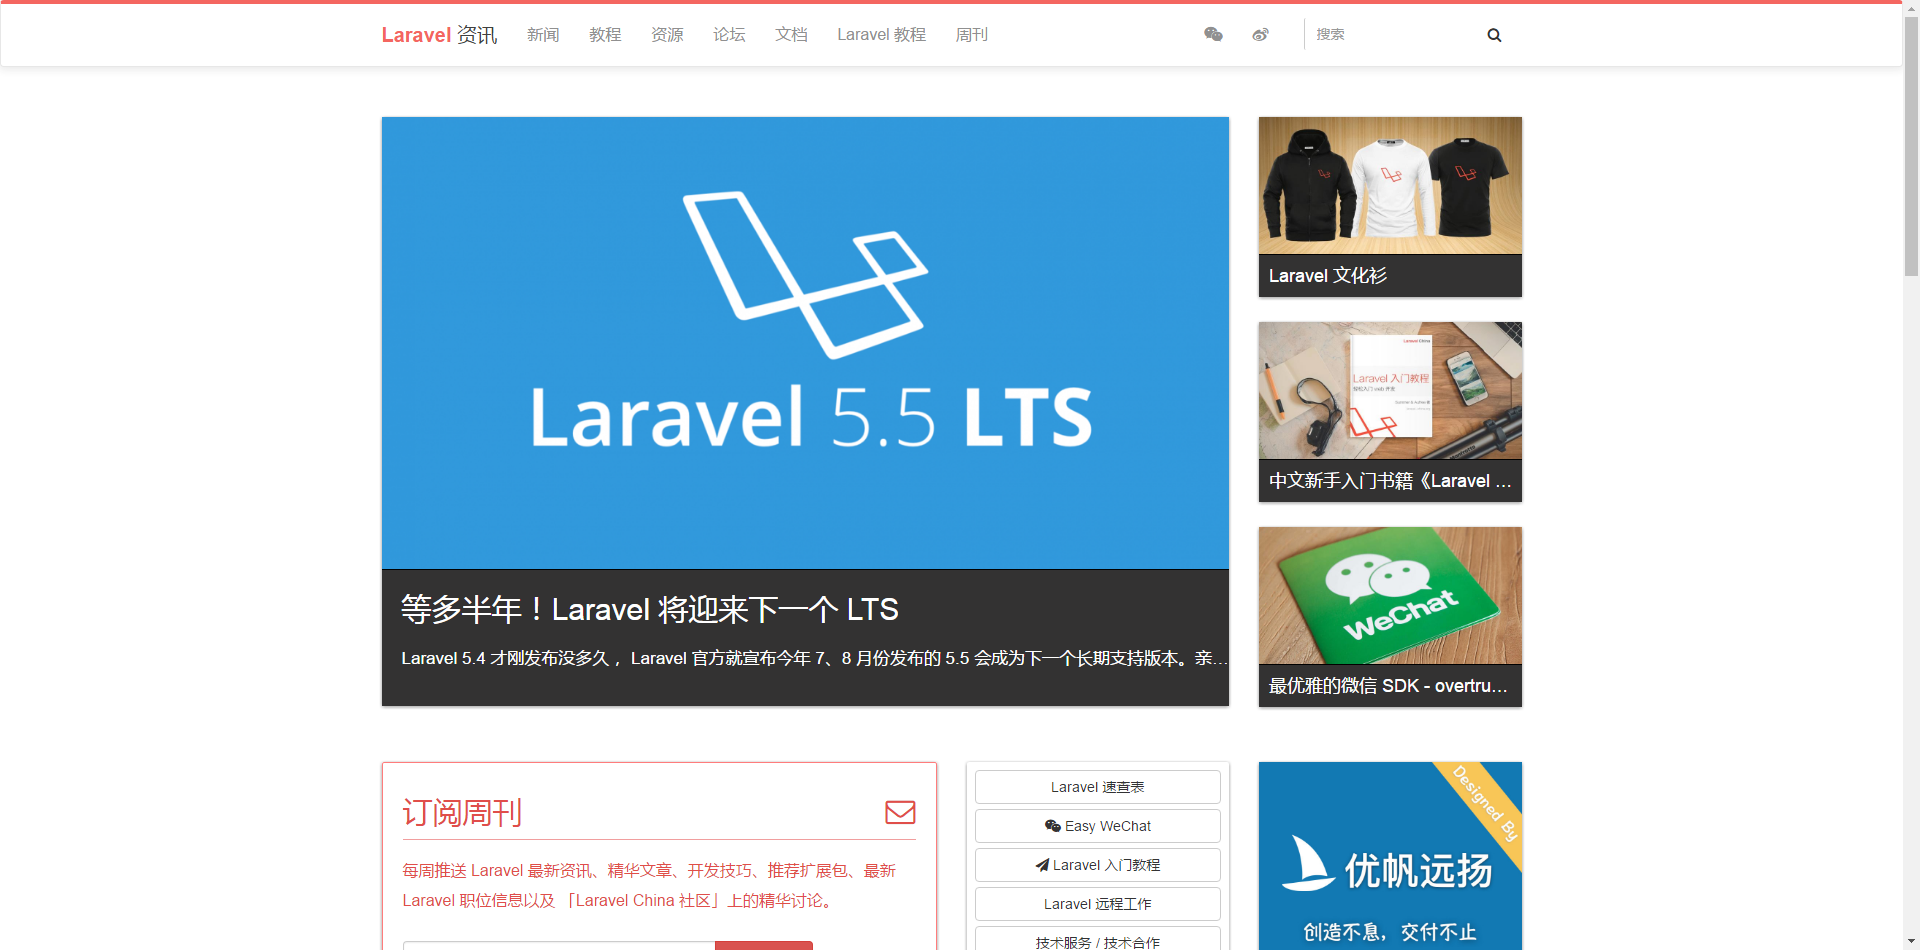 Laravel 资讯
新闻
教程
资源
论坛
文档
Laravel 教程
周刊
搜索
Laravel 5.5 LTS
等多半年！Laravel 将迎来下一个 LTS
Laravel 5.4 才刚发布没多久， Laravel 官方就宣布今年 7、8 月份发布的 5.5 会成为下一个长期支持版本。亲...
Laravel 文化衫
Laravel China
Laravel 入门教程
中文新手入门书籍《Laravel ...
WeChat
最优雅的微信 SDK - overtru...
订阅周刊
每周推送 Laravel 最新资讯、精华文章、开发技巧、推荐扩展包、最新
Laravel 职位信息以及 「Laravel China 社区」上的精华讨论。
Laravel 速查表
Easy WeChat
Laravel 入门教程
Laravel 远程工作
技术服务 / 技术合作
Designed By
优帆远扬
创造不息，交付不止